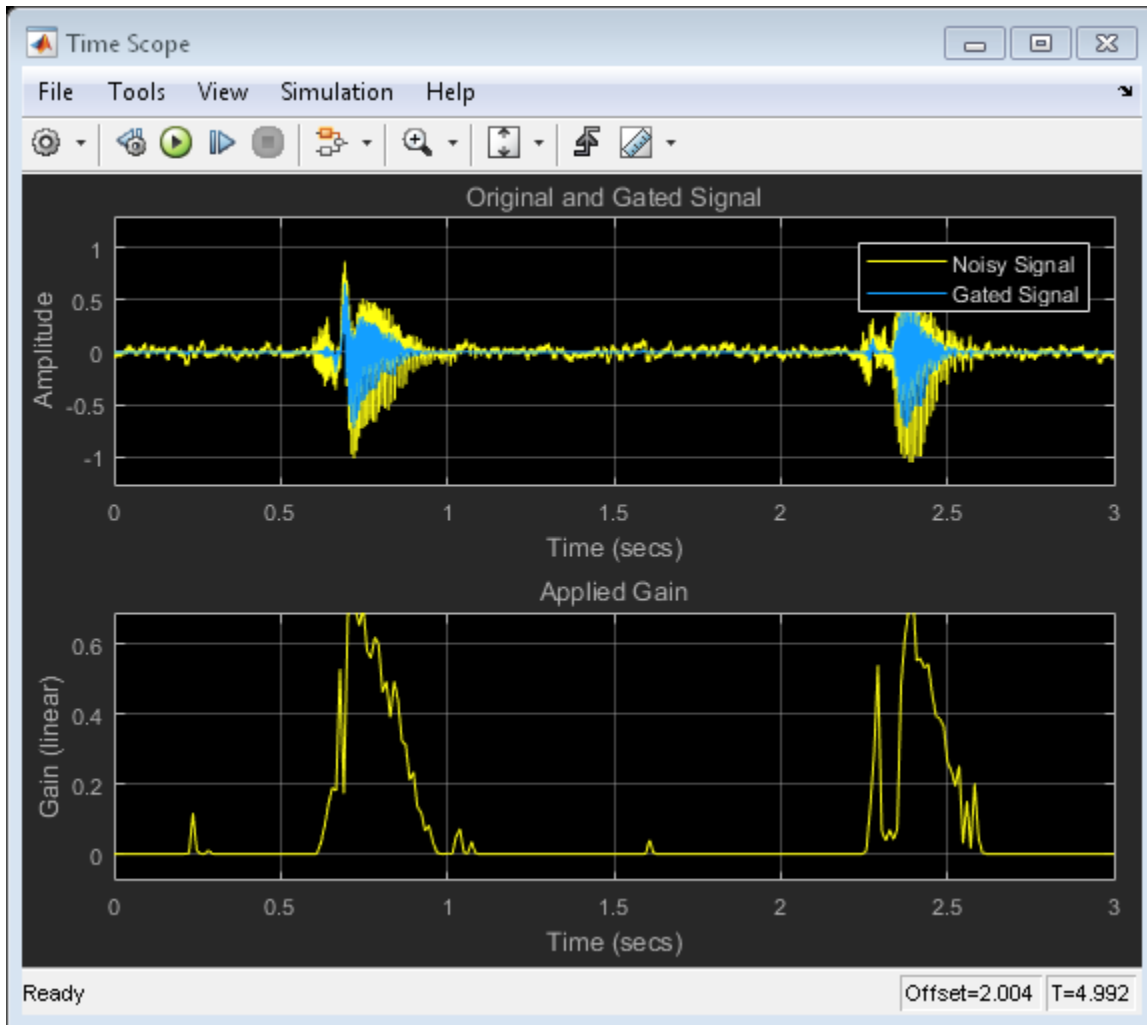 Time Scope
File Tools View Simulation Help
Original and Gated Signal
Noisy Signal
Gated Signal
Amplitude
1
0.5
0
-0.5
-1
0 0.5 1 1.5 2 2.5 3
Time (secs)
Applied Gain
Gain (linear)
0.6
0.4
0.2
0
0 0.5 1 1.5 2 2.5 3
Time (secs)
Ready Offset=2.004 T=4.992